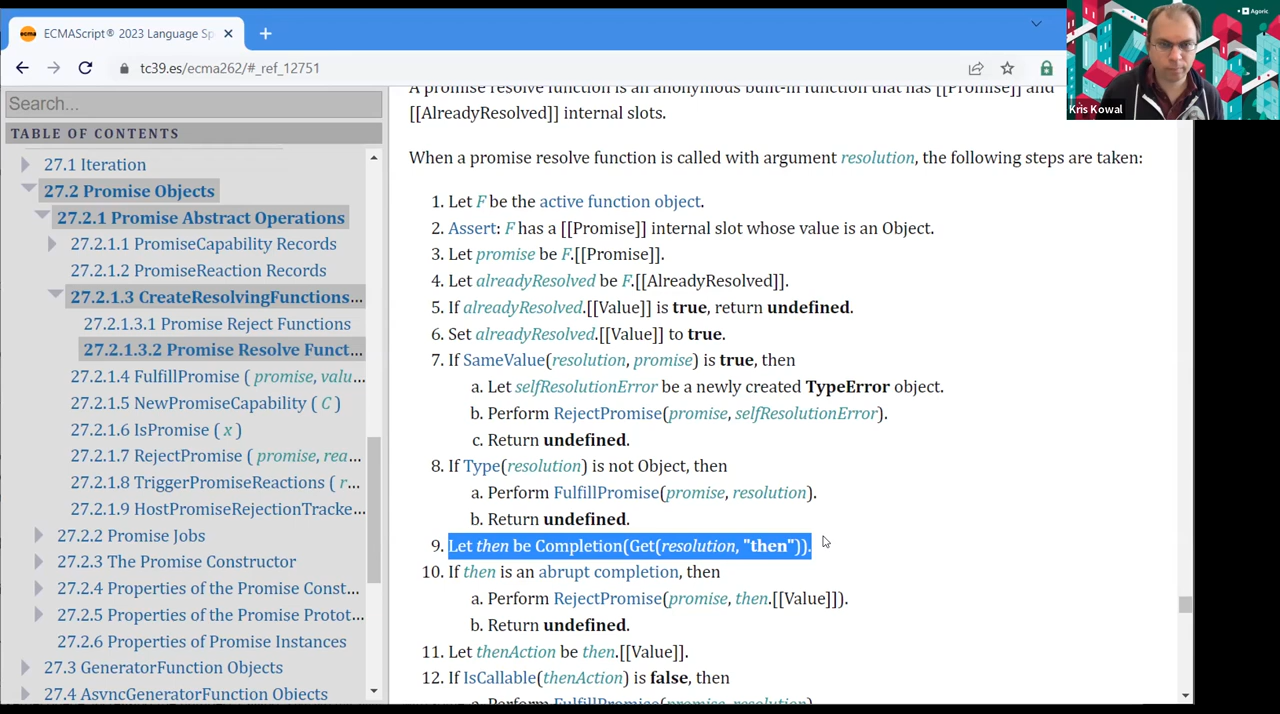 ECMAScript® 2023 Language Sp
tc39.es/ecma262/#_ref_12751
Agoric
Kris Kowal
Search...
TABLE OF CONTENTS
27.1 Iteration
27.2 Promise Objects
27.2.1 Promise Abstract Operations
27.2.1.1 PromiseCapability Records
27.2.1.2 PromiseReaction Records
27.2.1.3 CreateResolvingFunctions...
27.2.1.3.1 Promise Reject Functions
27.2.1.3.2 Promise Resolve Funct...
27.2.1.4 FulfillPromise ( promise, valu...
27.2.1.5 NewPromiseCapability ( C )
27.2.1.6 IsPromise ( x )
27.2.1.7 RejectPromise ( promise, rea...
27.2.1.8 TriggerPromiseReactions ( r...
27.2.1.9 HostPromiseRejectionTracke...
27.2.2 Promise Jobs
27.2.3 The Promise Constructor
27.2.4 Properties of the Promise Const...
27.2.5 Properties of the Promise Protot...
27.2.6 Properties of Promise Instances
27.3 GeneratorFunction Objects
27.4 AsyncGeneratorFunction Objects
A promise resolve function is an anonymous built-in function that has [[Promise]] and
[[AlreadyResolved]] internal slots.
When a promise resolve function is called with argument resolution, the following steps are taken:
1. Let F be the active function object.
2. Assert: F has a [[Promise]] internal slot whose value is an Object.
3. Let promise be F.[[Promise]].
4. Let alreadyResolved be F.[[AlreadyResolved]].
5. If alreadyResolved.[[Value]] is true, return undefined.
6. Set alreadyResolved.[[Value]] to true.
7. If SameValue(resolution, promise) is true, then
a. Let selfResolutionError be a newly created TypeError object.
b. Perform RejectPromise(promise, selfResolutionError).
c. Return undefined.
8. If Type(resolution) is not Object, then
a. Perform FulfillPromise(promise, resolution).
b. Return undefined.
9. Let then be Completion(Get(resolution, "then")).
10. If then is an abrupt completion, then
a. Perform RejectPromise(promise, then.[[Value]]).
b. Return undefined.
11. Let thenAction be then.[[Value]].
12. If IsCallable(thenAction) is false, then
a. Perform FulfillPromise(promise, resolution).